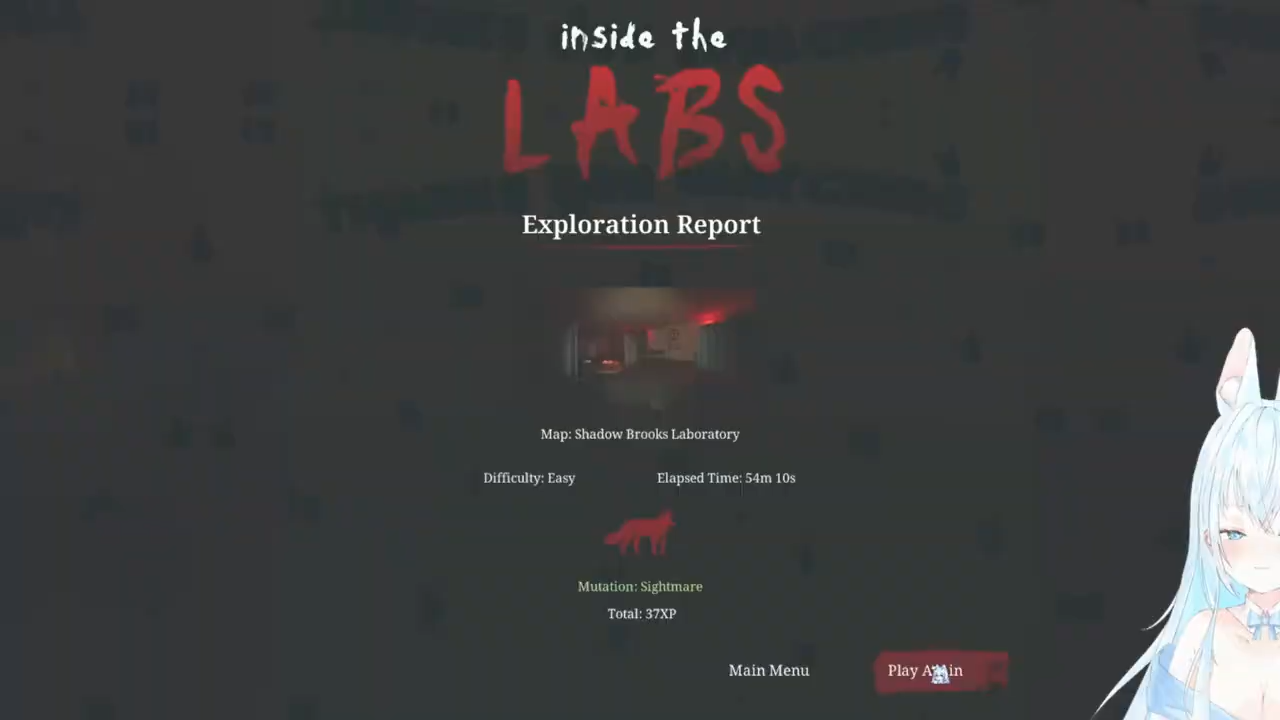 inside the
LABS
Exploration Report
Map: Shadow Brooks Laboratory
Difficulty: Easy
Elapsed Time: 54m 10s
Mutation: Sightmare
Total: 37XP
Main Menu
Play Again